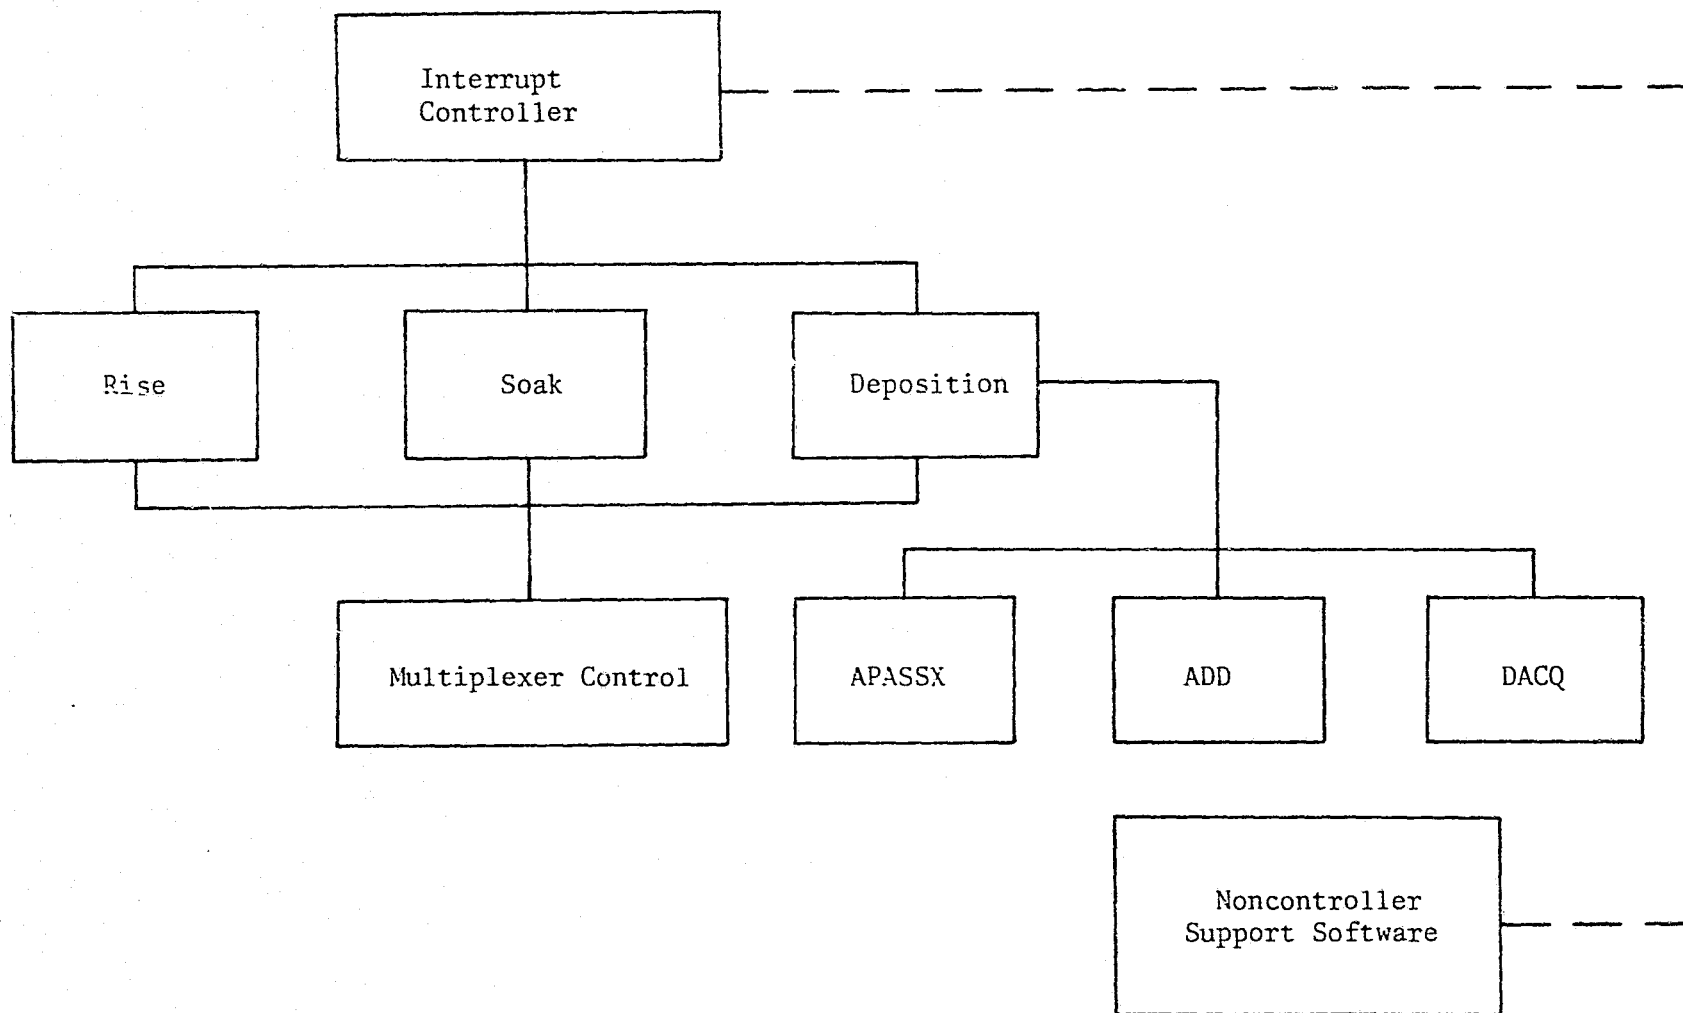 Interrupt
Controller
Rise
Soak
Deposition
Multiplexer Control
APASSX
ADD
DACQ
Noncontroller
Support Software